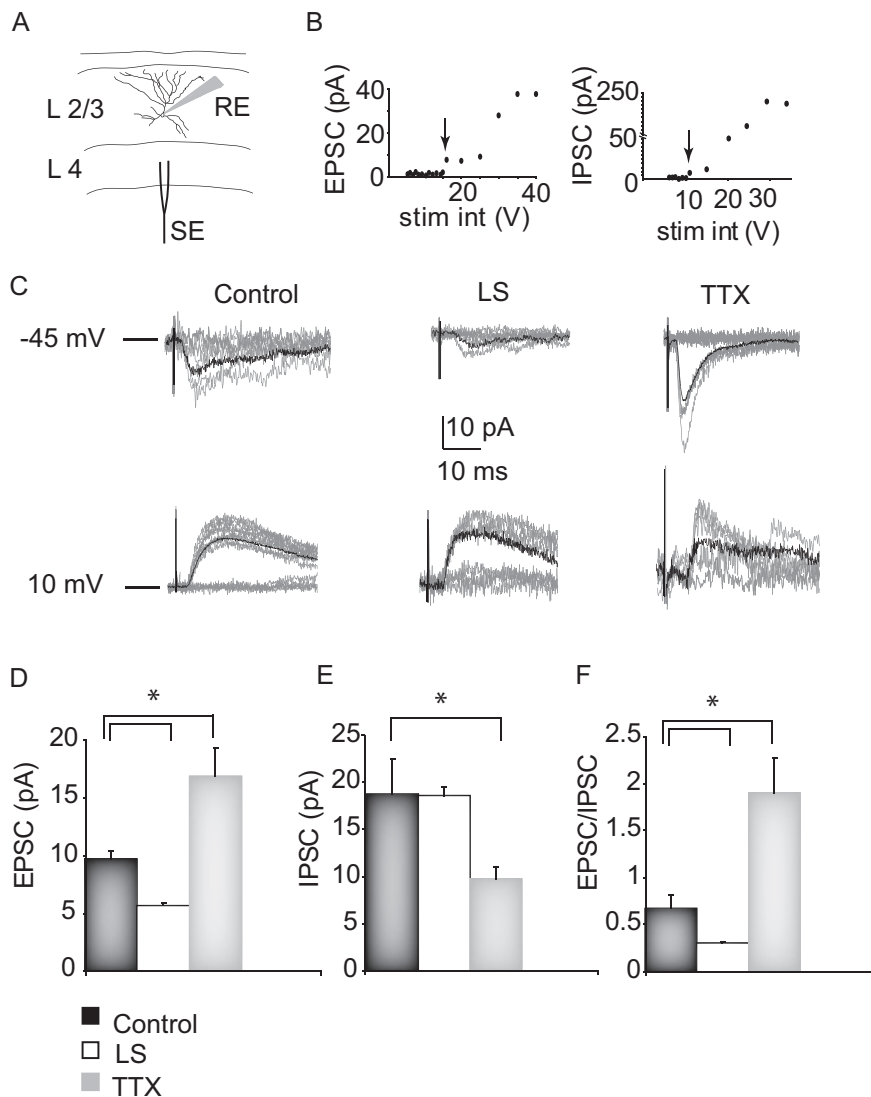 A
L 2/3
RE
L 4
SE
B
EPSC (pA)
40
20
0
20
40
stim int (V)
IPSC (pA)
250
50
0
10
20
30
stim int (V)
C
Control
LS
TTX
-45 mV
10 pA
10 ms
10 mV
D
*
EPSC (pA)
20
15
10
5
0
E
*
IPSC (pA)
25
20
15
10
5
0
F
*
EPSC/IPSC
2.5
2
1.5
1
0.5
0
Control
LS
TTX